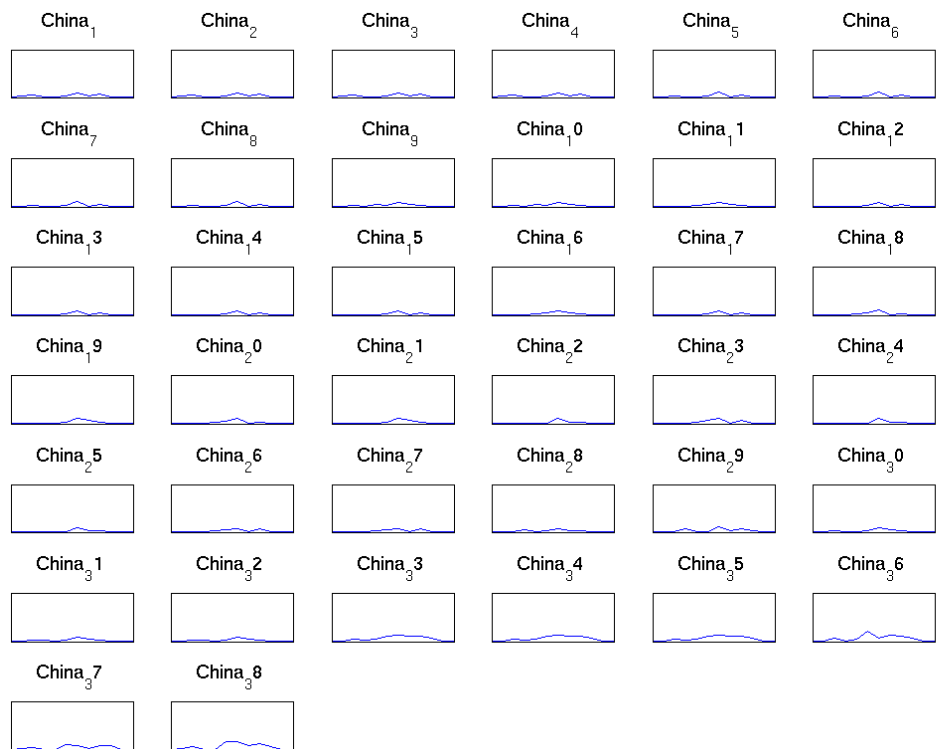 China₁ China₂ China₃ China₄ China₅ China₆
China₇ China₈ China₉ China₁0 China₁1 China₁2
China₁3 China₁4 China₁5 China₁6 China₁7 China₁8
China₁9 China₂0 China₂1 China₂2 China₂3 China₂4
China₂5 China₂6 China₂7 China₂8 China₂9 China₃0
China₃1 China₃2 China₃3 China₃4 China₃5 China₃6
China₃7 China₃8